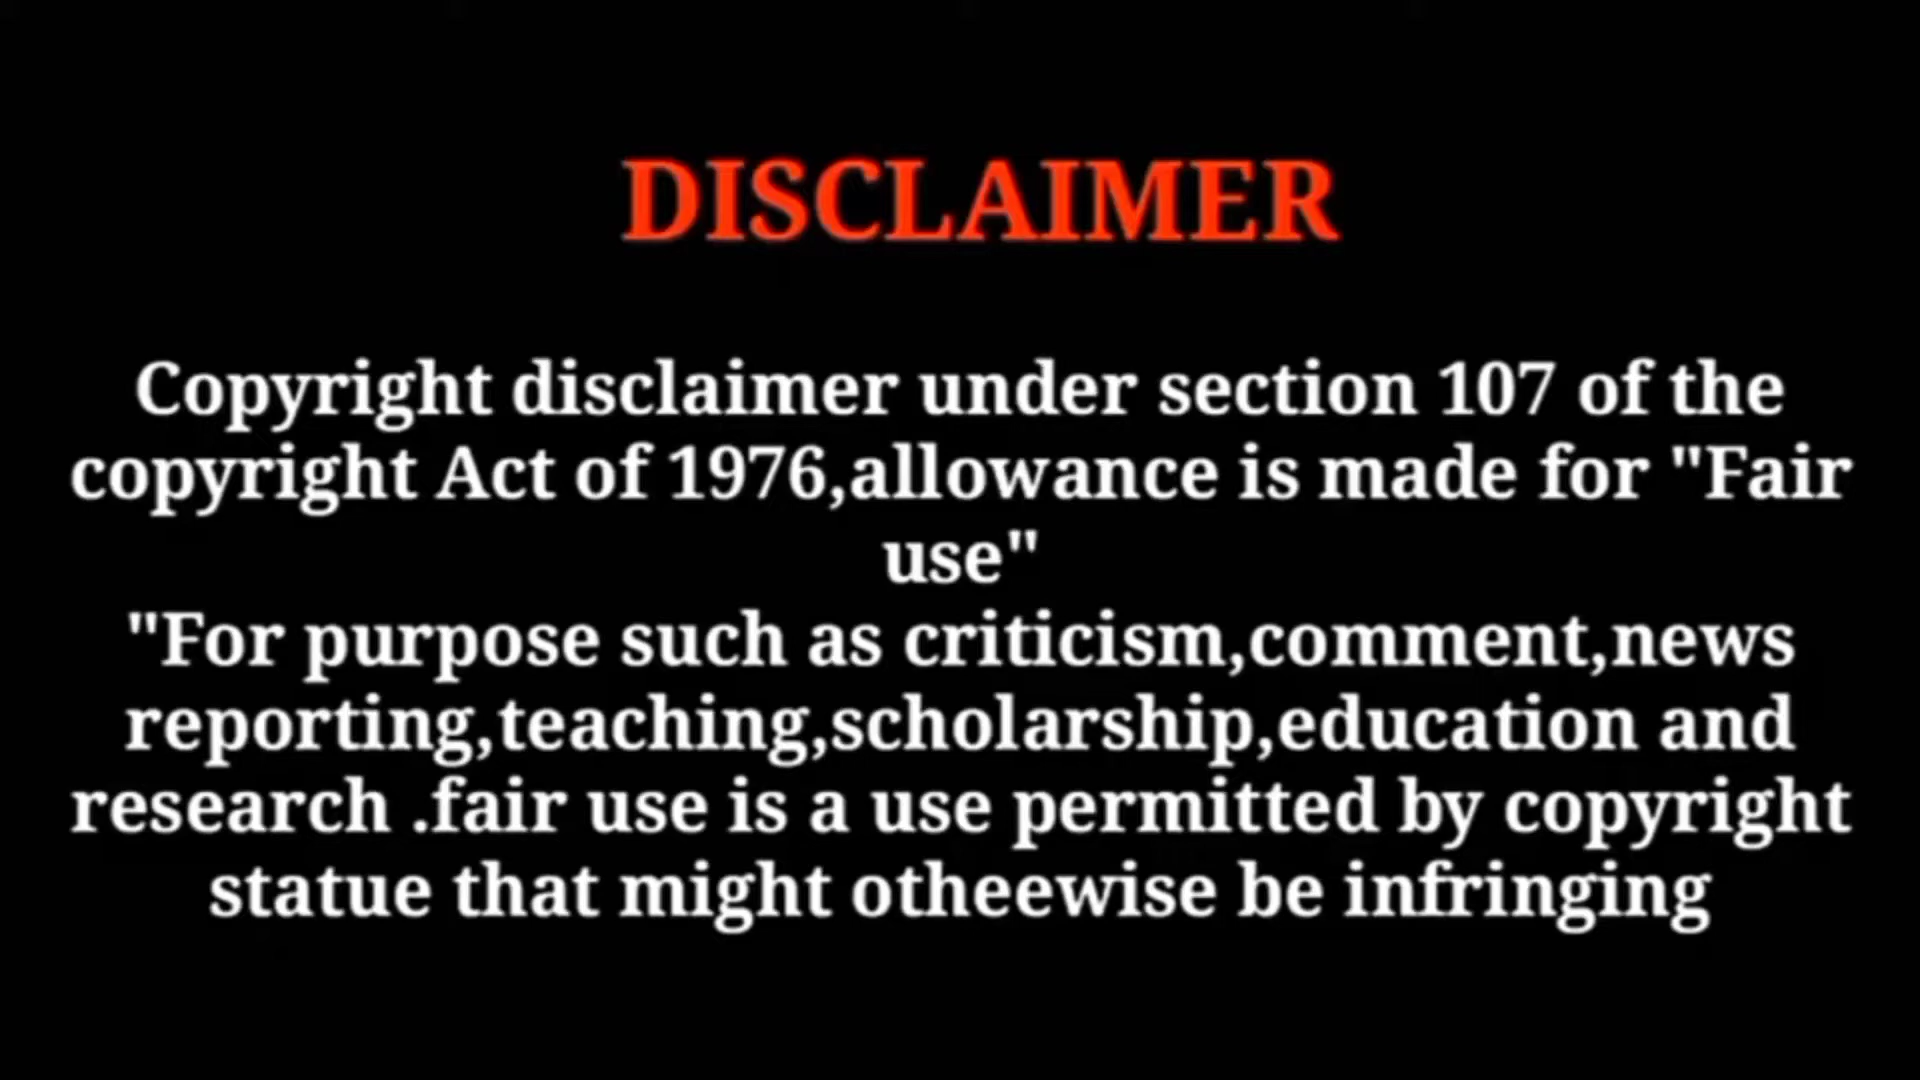 DISCLAIMER
Copyright disclaimer under section 107 of the
copyright Act of 1976,allowance is made for "Fair
use"
"For purpose such as criticism,comment,news
reporting,teaching,scholarship,education and
research .fair use is a use permitted by copyright
statue that might otheewise be infringing